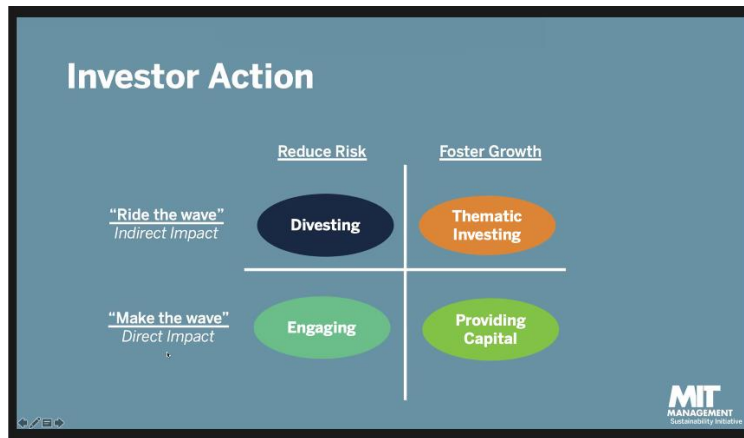 Investor Action
Reduce Risk
Foster Growth
“Ride the wave”
Indirect Impact
Divesting
Thematic
Investing
“Make the wave”
Direct Impact
Engaging
Providing
Capital
MIT
MANAGEMENT
Sustainability Initiative